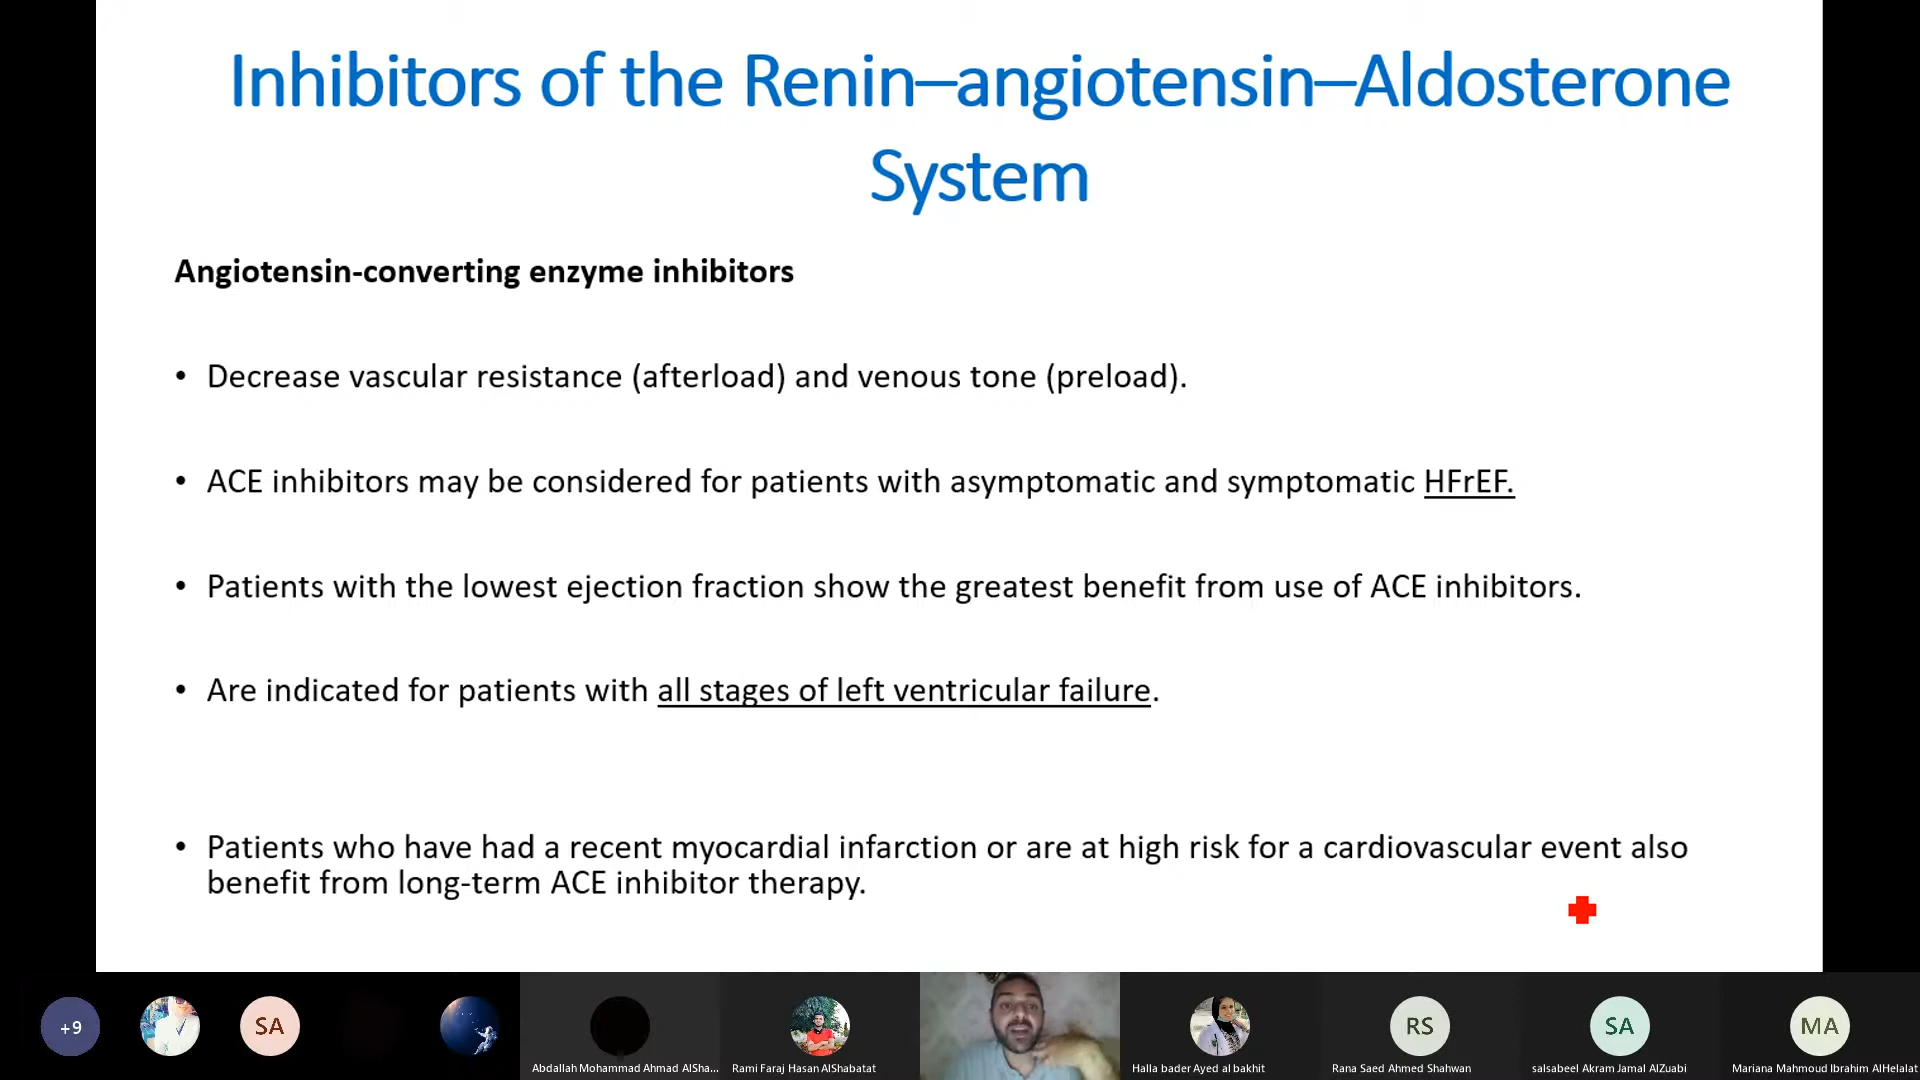 Inhibitors of the Renin–angiotensin–Aldosterone
System
Angiotensin-converting enzyme inhibitors
• Decrease vascular resistance (afterload) and venous tone (preload).
• ACE inhibitors may be considered for patients with asymptomatic and symptomatic HFrEF.
• Patients with the lowest ejection fraction show the greatest benefit from use of ACE inhibitors.
• Are indicated for patients with all stages of left ventricular failure.
• Patients who have had a recent myocardial infarction or are at high risk for a cardiovascular event also
benefit from long-term ACE inhibitor therapy.
+9
SA
RS
SA
MA
Abdallah Mohammad Ahmad AlSha...
Rami Faraj Hasan AlShabatat
Halla bader Ayed al bakhit
Rana Saed Ahmed Shahwan
salsabeel Akram Jamal AlZuabi
Mariana Mahmoud Ibrahim AlHelalat